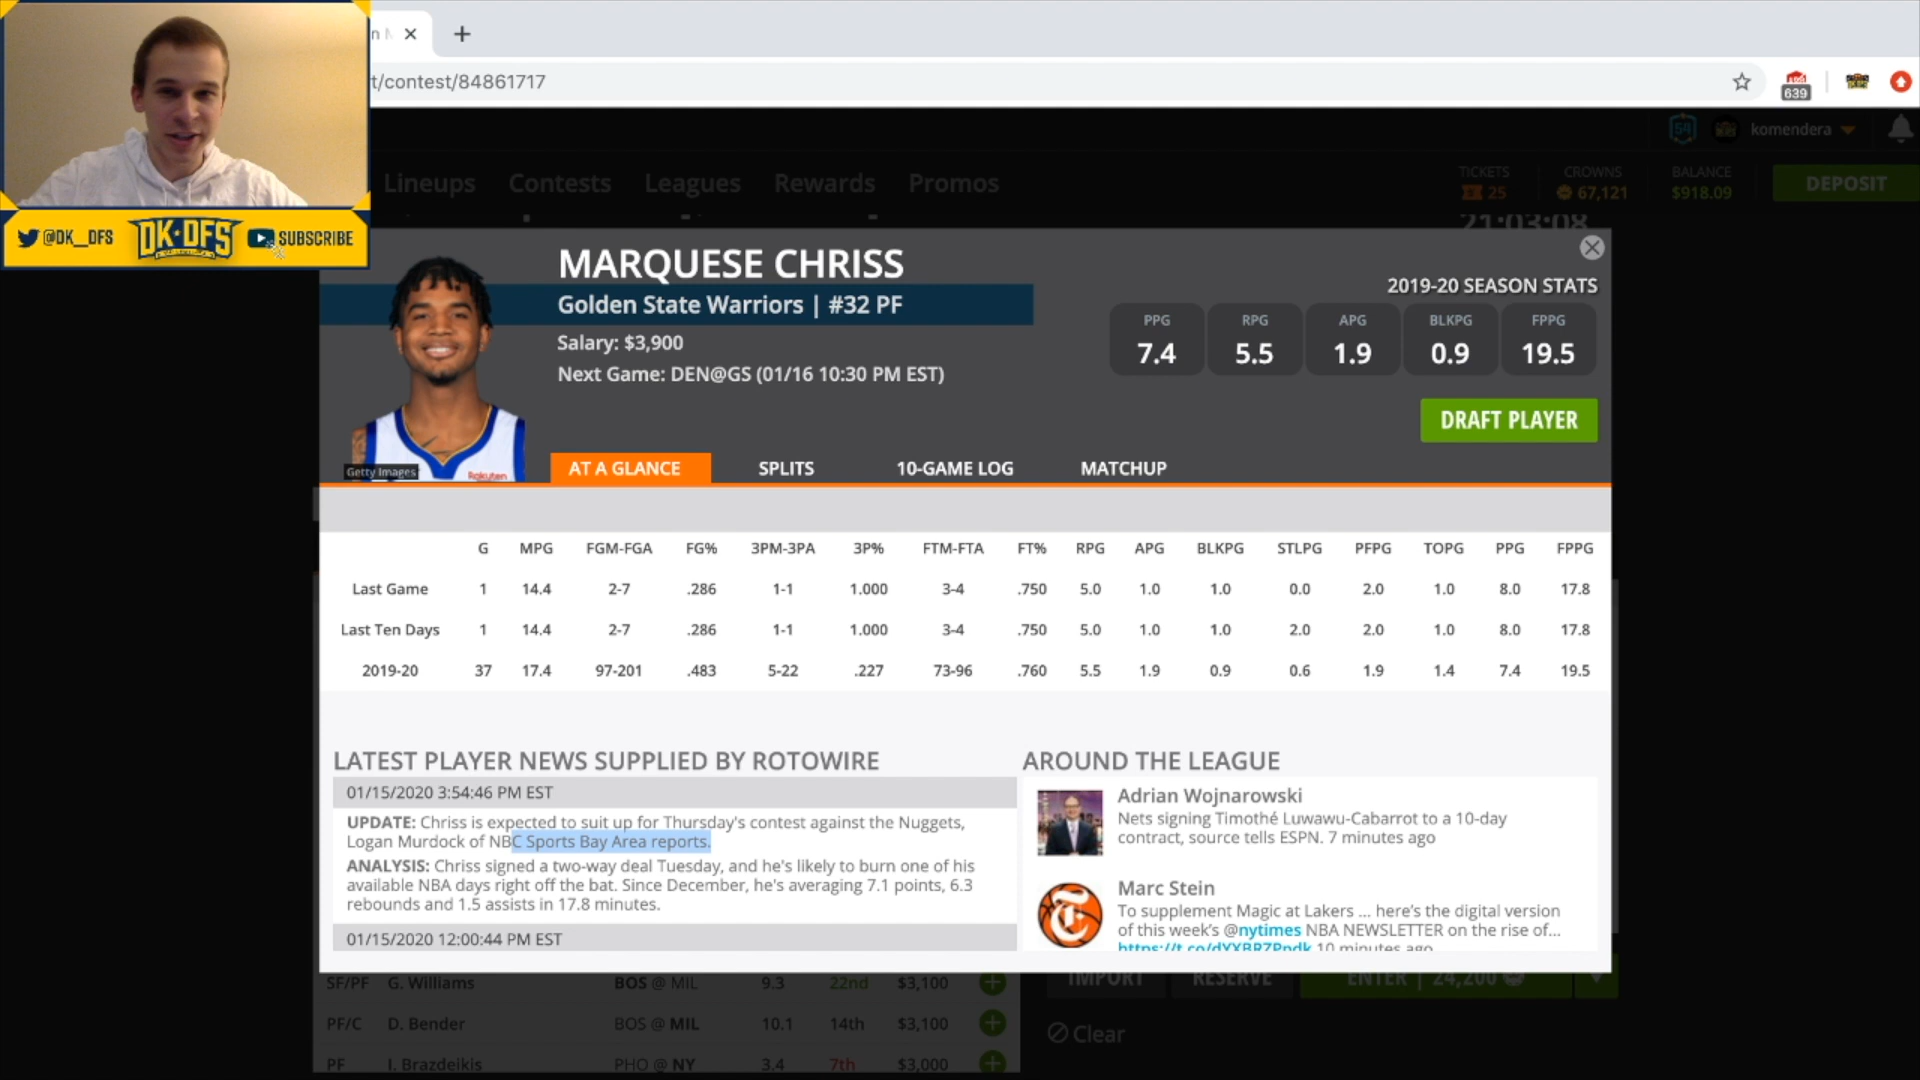 t/contest/84861717
639
54
komendera
Lineups
Contests
Leagues
Rewards
Promos
TICKETS
25
CROWNS
67,121
BALANCE
$918.09
DEPOSIT
@DK__DFS
DK DFS
SUBSCRIBE
21:03:08
MARQUESE CHRISS
Golden State Warriors | #32 PF
Salary: $3,900
Next Game: DEN@GS (01/16 10:30 PM EST)
2019-20 SEASON STATS
PPG RPG APG BLKPG FPPG
7.4 5.5 1.9 0.9 19.5
DRAFT PLAYER
Getty Images
Rakuten
AT A GLANCE SPLITS 10-GAME LOG MATCHUP
G MPG FGM-FGA FG% 3PM-3PA 3P% FTM-FTA FT% RPG APG BLKPG STLPG PFPG TOPG PPG FPPG
Last Game 1 14.4 2-7 .286 1-1 1.000 3-4 .750 5.0 1.0 1.0 0.0 2.0 1.0 8.0 17.8
Last Ten Days 1 14.4 2-7 .286 1-1 1.000 3-4 .750 5.0 1.0 1.0 2.0 2.0 1.0 8.0 17.8
2019-20 37 17.4 97-201 .483 5-22 .227 73-96 .760 5.5 1.9 0.9 0.6 1.9 1.4 7.4 19.5
LATEST PLAYER NEWS SUPPLIED BY ROTOWIRE
01/15/2020 3:54:46 PM EST
UPDATE: Chriss is expected to suit up for Thursday's contest against the Nuggets,
Logan Murdock of NBC Sports Bay Area reports.
ANALYSIS: Chriss signed a two-way deal Tuesday, and he's likely to burn one of his
available NBA days right off the bat. Since December, he's averaging 7.1 points, 6.3
rebounds and 1.5 assists in 17.8 minutes.
01/15/2020 12:00:44 PM EST
AROUND THE LEAGUE
Adrian Wojnarowski
Nets signing Timothé Luwawu-Cabarrot to a 10-day
contract, source tells ESPN. 7 minutes ago
Marc Stein
To supplement Magic at Lakers ... here's the digital version
of this week's @nytimes NBA NEWSLETTER on the rise of...
https://t.co/dYXBRZPndk 10 minutes ago
SF/PF G. Williams BOS @ MIL 9.3 22nd $3,100
PF/C D. Bender BOS @ MIL 10.1 14th $3,100
PF I. Brazdeikis PHO @ NY 3.4 7th $3,000
IMPORT
RESERVE
ENTER | 24,200
Clear